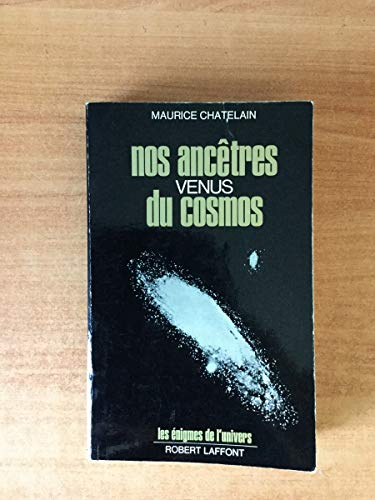 MAURICE CHATELAIN
nos ancêtres
VENUS
du cosmos
les énigmes de l'univers
ROBERT LAFFONT